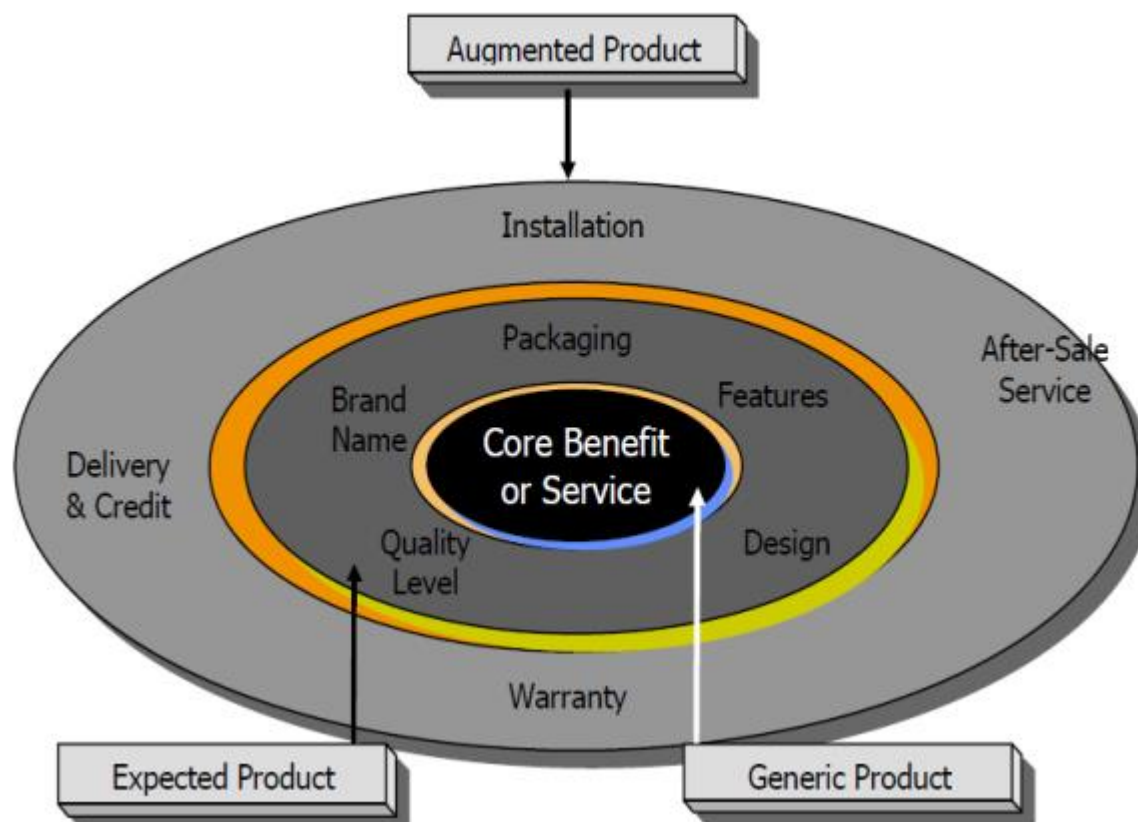 Augmented Product
Installation
Packaging
After-Sale
Service
Brand
Name
Features
Core Benefit
or Service
Delivery
& Credit
Quality
Level
Design
Warranty
Expected Product
Generic Product